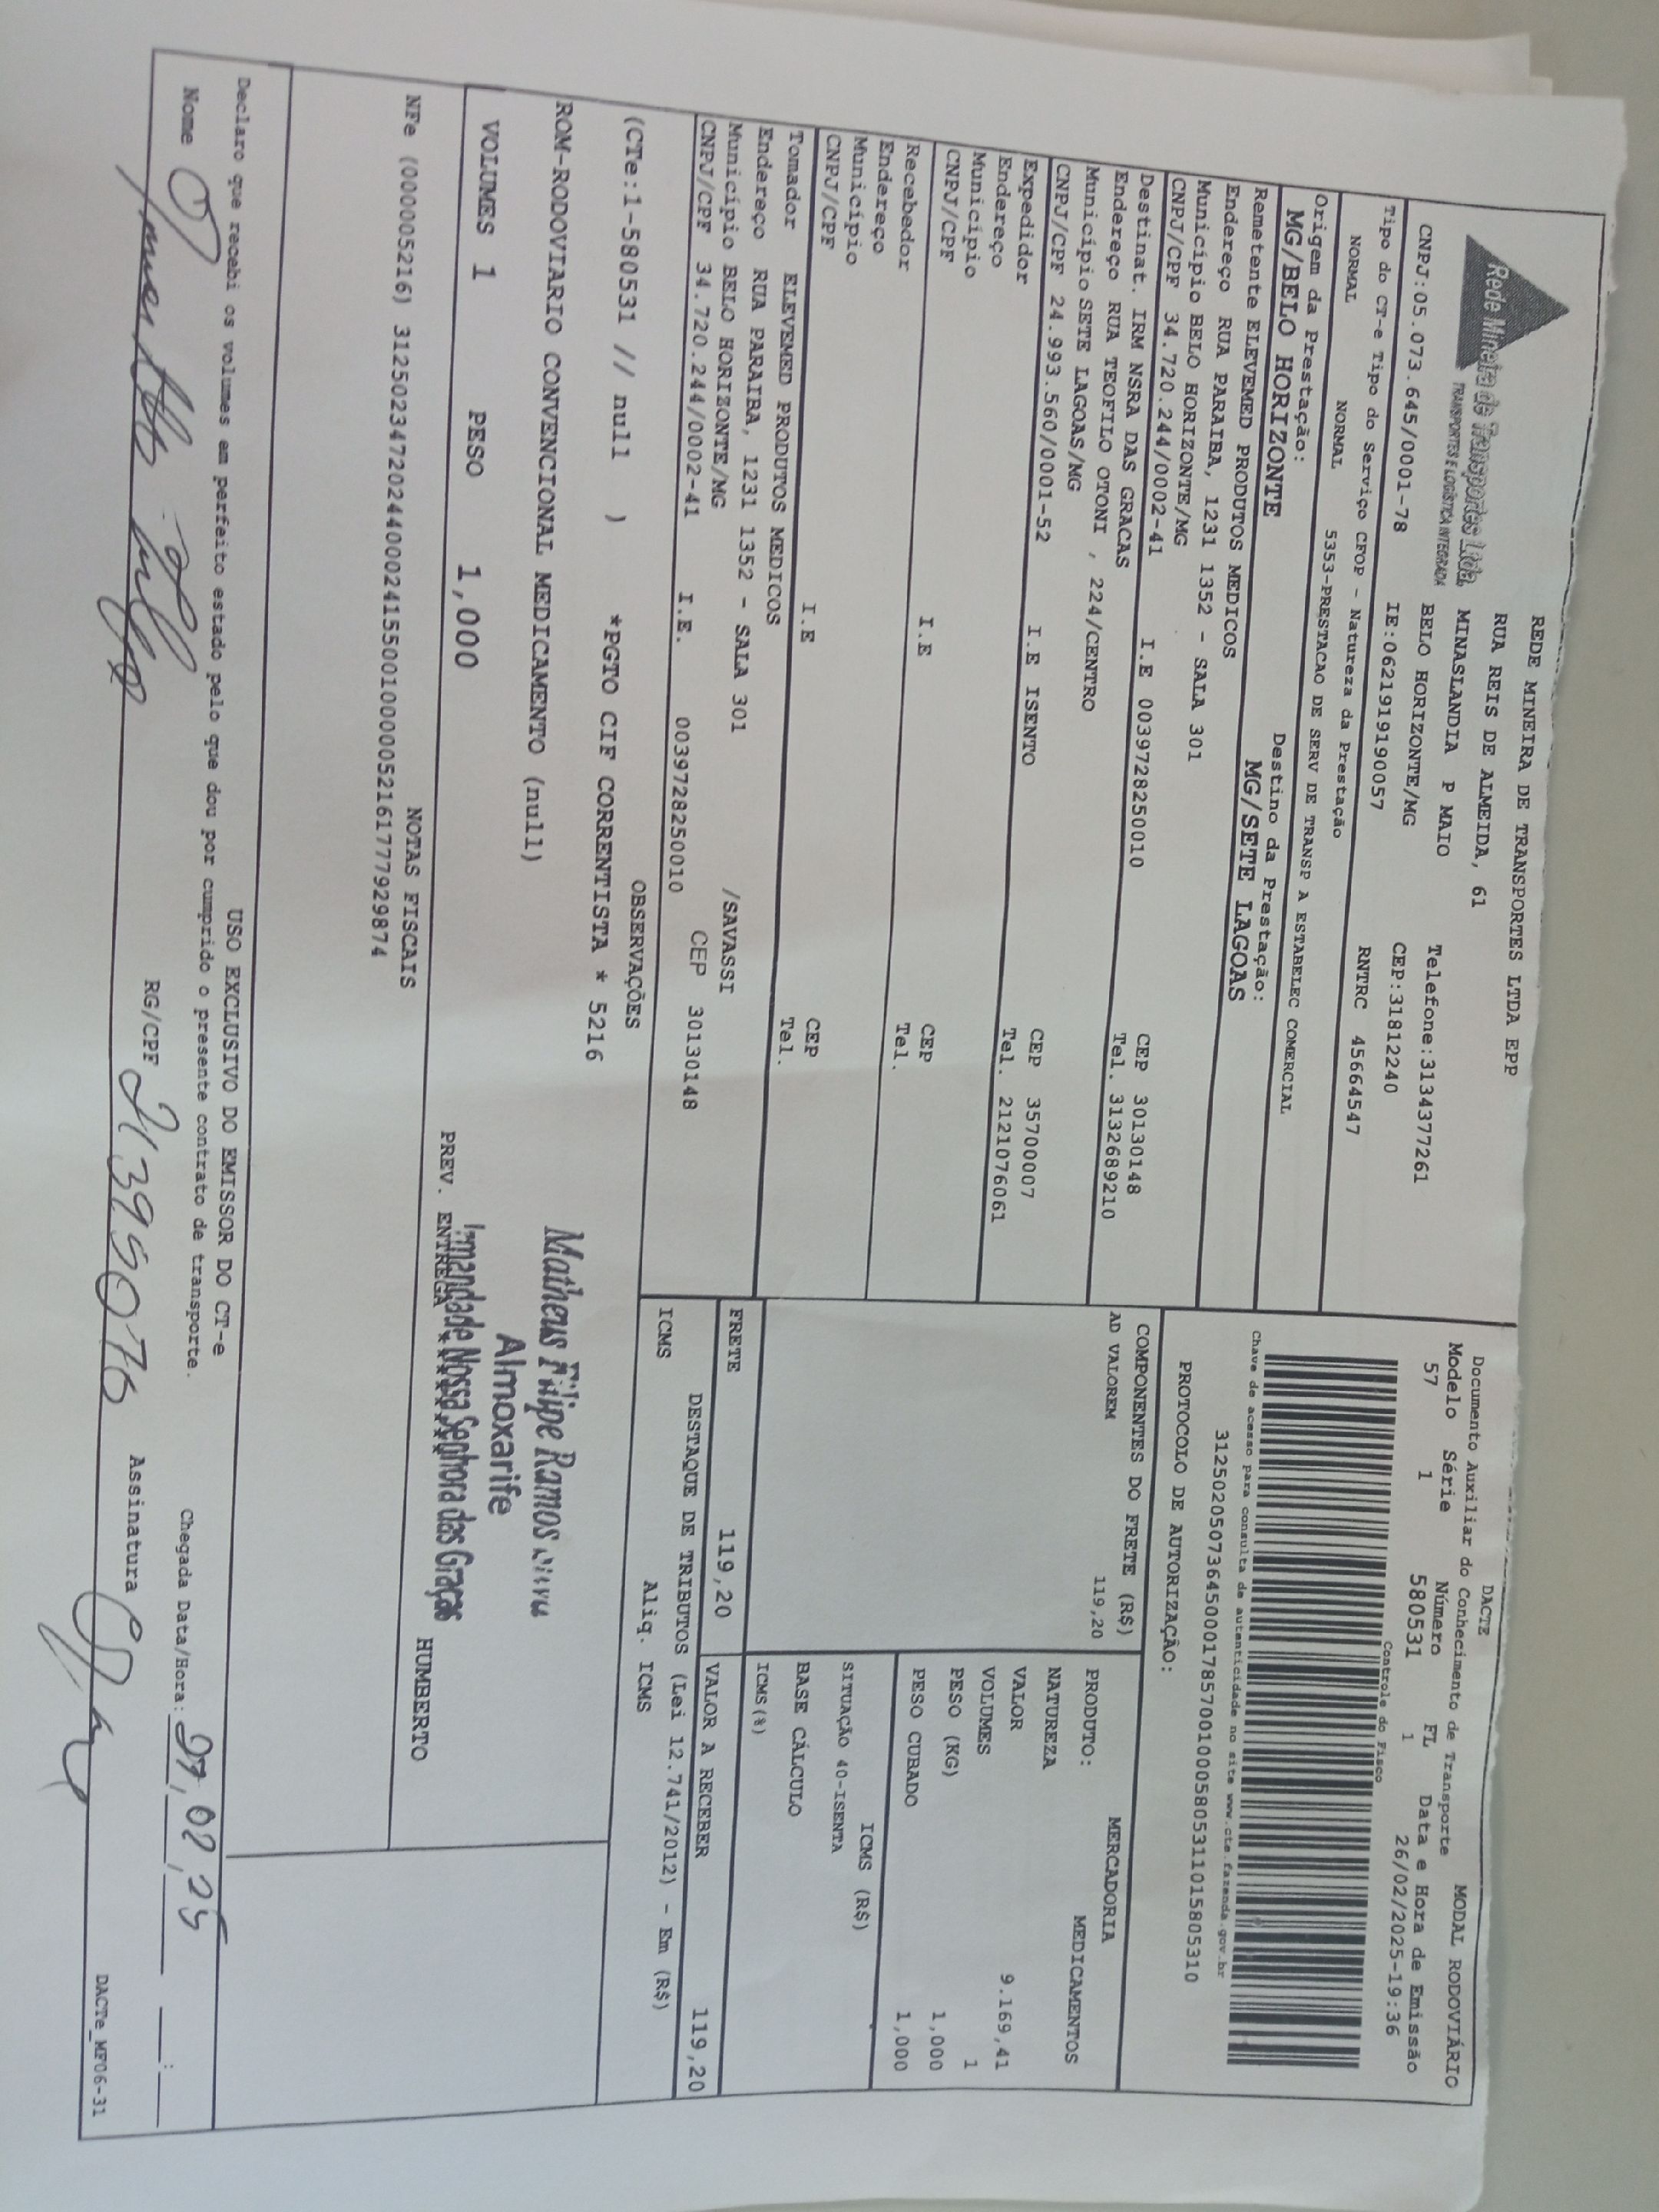 Rede Mineira de Transportes Ltda.
TRANSPORTES E LOGÍSTICA INTEGRADA
REDE MINEIRA DE TRANSPORTES LTDA EPP
RUA REIS DE ALMEIDA, 61
MINASLANDIA P MAIO Telefone:3134377261
BELO HORIZONTE/MG CEP:31812240
CNPJ:05.073.645/0001-78 IE:0621919190057 RNTRC 45664547
Tipo do CT-e Tipo do Serviço CFOP - Natureza da Prestação
NORMAL NORMAL 5353-PRESTACAO DE SERV DE TRANSP A ESTABELEC COMERCIAL
Origem da Prestação: Destino da Prestação:
MG/BELO HORIZONTE MG/SETE LAGOAS
DACTE MODAL RODOVIÁRIO
Documento Auxiliar do Conhecimento de Transporte
Modelo Série Número FL Data e Hora de Emissão
57 1 580531 1 26/02/2025-19:36
Controle do Fisco
Chave de acesso para consulta de autenticidade no site www.cte.fazenda.gov.br
31250205073645000178570010005805311015805310
PROTOCOLO DE AUTORIZAÇÃO:
Remetente ELEVEMED PRODUTOS MEDICOS
Endereço RUA PARAIBA, 1231 1352 - SALA 301
Município BELO HORIZONTE/MG CEP 30130148
CNPJ/CPF 34.720.244/0002-41 I.E 0039728250010 Tel. 3132689210
Destinat. IRM NSRA DAS GRACAS
Endereço RUA TEOFILO OTONI , 224/CENTRO
Município SETE LAGOAS/MG CEP 35700007
CNPJ/CPF 24.993.560/0001-52 I.E ISENTO Tel. 2121076061
Expedidor
Endereço
Município CEP
CNPJ/CPF I.E Tel.
Recebedor
Endereço
Município CEP
CNPJ/CPF I.E Tel.
Tomador ELEVEMED PRODUTOS MEDICOS
Endereço RUA PARAIBA, 1231 1352 - SALA 301 /SAVASSI
Município BELO HORIZONTE/MG CEP 30130148
CNPJ/CPF 34.720.244/0002-41 I.E. 0039728250010
COMPONENTES DO FRETE (R$)
AD VALOREM 119,20
MERCADORIA
PRODUTO: MEDICAMENTOS
NATUREZA
VALOR 9.169,41
VOLUMES 1
PESO (KG) 1,000
PESO CUBADO 1,000
ICMS (R$)
SITUAÇÃO 40-ISENTA
BASE CÁLCULO
ICMS(%)
FRETE 119,20 VALOR A RECEBER 119,20
DESTAQUE DE TRIBUTOS (Lei 12.741/2012) - Em (R$)
ICMS Aliq. ICMS
OBSERVAÇÕES
(CTe:1-580531 // null ) *PGTO CIF CORRENTISTA * 5216
ROM-RODOVIARIO CONVENCIONAL MEDICAMENTO (null)
Matheus Filipe Ramos
Almoxarife
Irmandade Nossa Senhora das Graças
VOLUMES 1 PESO 1,000 PREV. ENTREGA HUMBERTO
NOTAS FISCAIS
NFe (000005216) 31250234720244000241550010000052161777929874
USO EXCLUSIVO DO EMISSOR DO CT-e
Declaro que recebi os volumes em perfeito estado pelo que dou por cumprido o presente contrato de transporte.
Chegada Data/Hora: 27,02,25 :
Nome RG/CPF Assinatura
DACTe_MF06-31